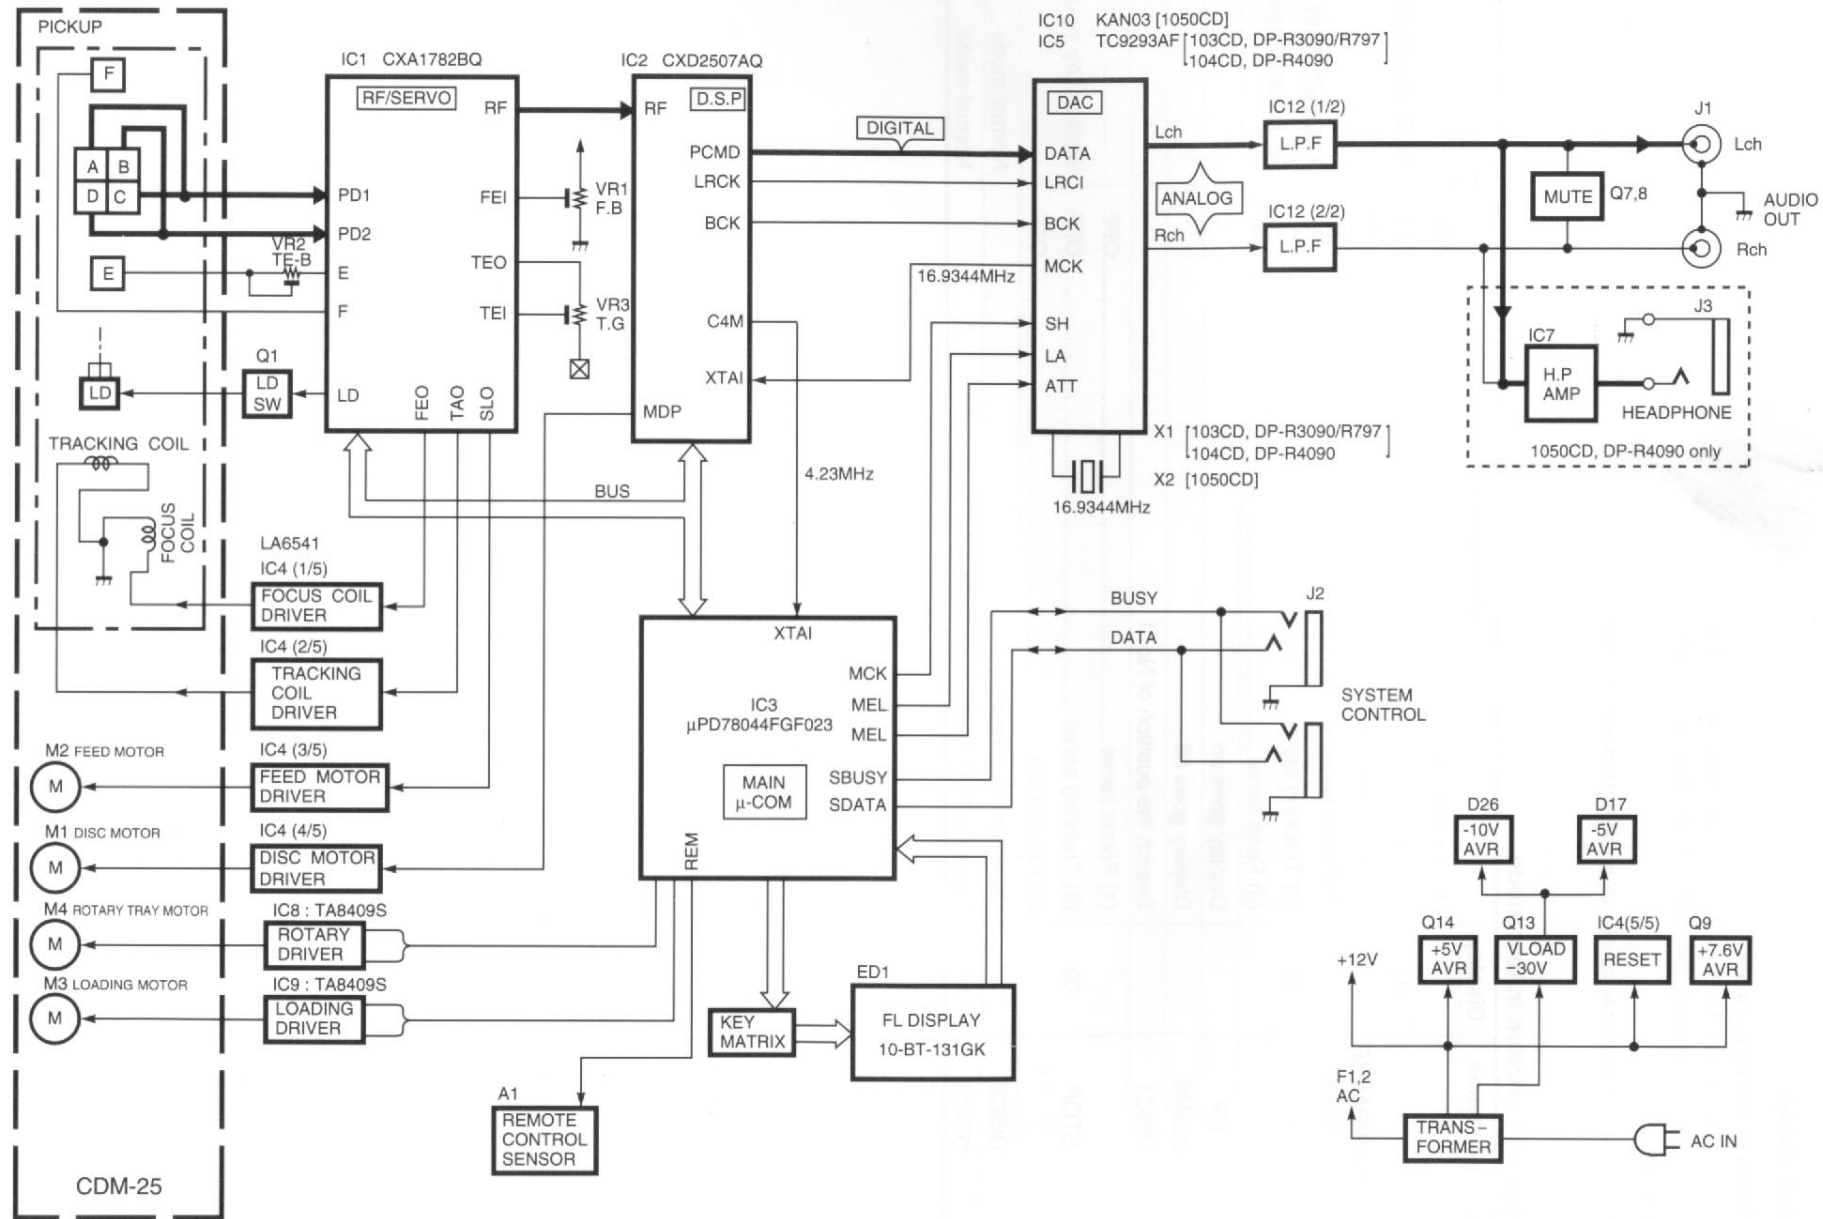 IC10 KAN03 [1050CD]
IC5 TC9293AF [103CD, DP-R3090/R797]
104CD, DP-R4090
PICKUP
F
A B
D C
E
VR2
TE-B
LD
Q1
LD
SW
TRACKING COIL
FOCUS
COIL
IC1 CXA1782BQ
RF/SERVO
RF
PD1
FEI
PD2
TEO
E
F
TEI
LD
FEO
TAO
SLO
VR1
F.B
VR3
T.G
IC2 CXD2507AQ
D.S.P
RF
PCMD
LRCK
BCK
C4M
XTAI
MDP
DIGITAL
16.9344MHz
4.23MHz
BUS
DAC
DATA
LRCI
BCK
MCK
SH
LA
ATT
Lch
ANALOG
Rch
IC12 (1/2)
L.P.F
IC12 (2/2)
L.P.F
MUTE
Q7,8
J1
Lch
AUDIO
OUT
Rch
J3
IC7
H.P
AMP
HEADPHONE
1050CD, DP-R4090 only
X1 [103CD, DP-R3090/R797]
104CD, DP-R4090
X2 [1050CD]
16.9344MHz
LA6541
IC4 (1/5)
FOCUS COIL
DRIVER
IC4 (2/5)
TRACKING
COIL
DRIVER
M2 FEED MOTOR
M
IC4 (3/5)
FEED MOTOR
DRIVER
M1 DISC MOTOR
M
IC4 (4/5)
DISC MOTOR
DRIVER
M4 ROTARY TRAY MOTOR
M
IC8 : TA8409S
ROTARY
DRIVER
M3 LOADING MOTOR
M
IC9 : TA8409S
LOADING
DRIVER
CDM-25
XTAI
IC3
μPD78044FGF023
MAIN
μ-COM
MCK
MEL
MEL
SBUSY
SDATA
REM
BUSY
DATA
J2
SYSTEM
CONTROL
KEY
MATRIX
ED1
FL DISPLAY
10-BT-131GK
A1
REMOTE
CONTROL
SENSOR
D26
-10V
AVR
D17
-5V
AVR
Q14
+5V
AVR
Q13
VLOAD
-30V
IC4(5/5)
RESET
Q9
+7.6V
AVR
+12V
F1,2
AC
TRANS-
FORMER
AC IN